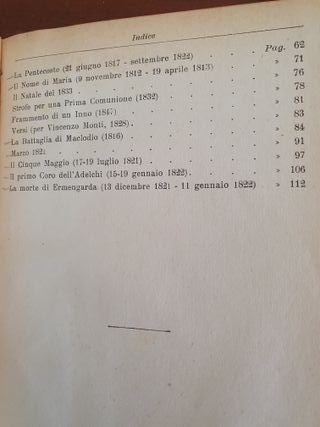 Indice
La Pentecoste (21 giugno 1817 - settembre 1822) . . . Pag. 62
Il Nome di Maria (9 novembre 1812 - 19 aprile 1813) . . . » 71
Il Natale del 1833 . . . . . . . . » 76
Strofe per una Prima Comunione (1832) . . . . . » 78
Frammento di un Inno (1847) . . . . . . » 81
Versi (per Vincenzo Monti, 1828) . . . . . . » 83
La Battaglia di Maclodio (1816) . . . . . . » 84
Marzo 1821 . . . . . . . . . » 91
Il Cinque Maggio (17-19 luglio 1821) . . . . . » 97
Il primo Coro dell'Adelchi (15-19 gennaio 1822) . . . . » 106
La morte di Ermengarda (13 dicembre 1821 - 11 gennaio 1822) . » 112